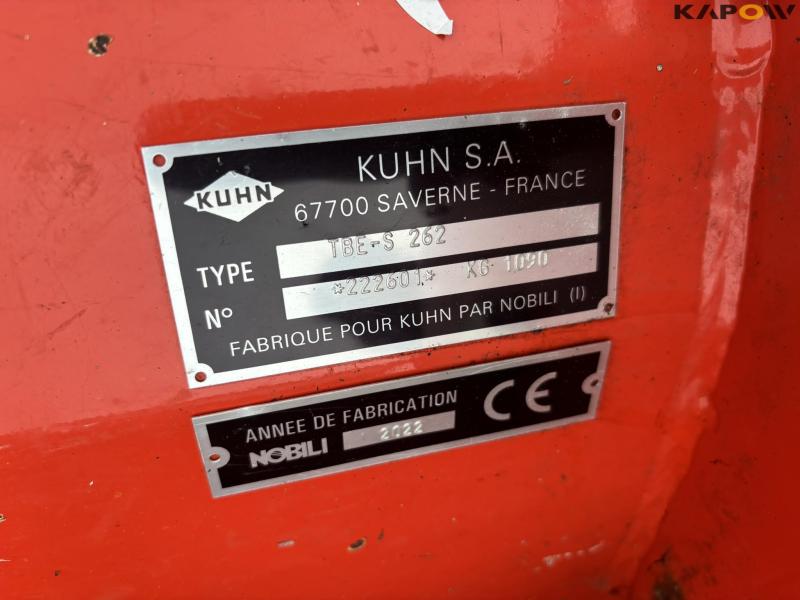 KAPOW
KUHN
KUHN S.A.
67700 SAVERNE - FRANCE
TYPE TBE-S 262
N° *222601* KG 1090
FABRIQUE POUR KUHN PAR NOBILI (I)
ANNEE DE FABRICATION
NOBILI 2022
CE